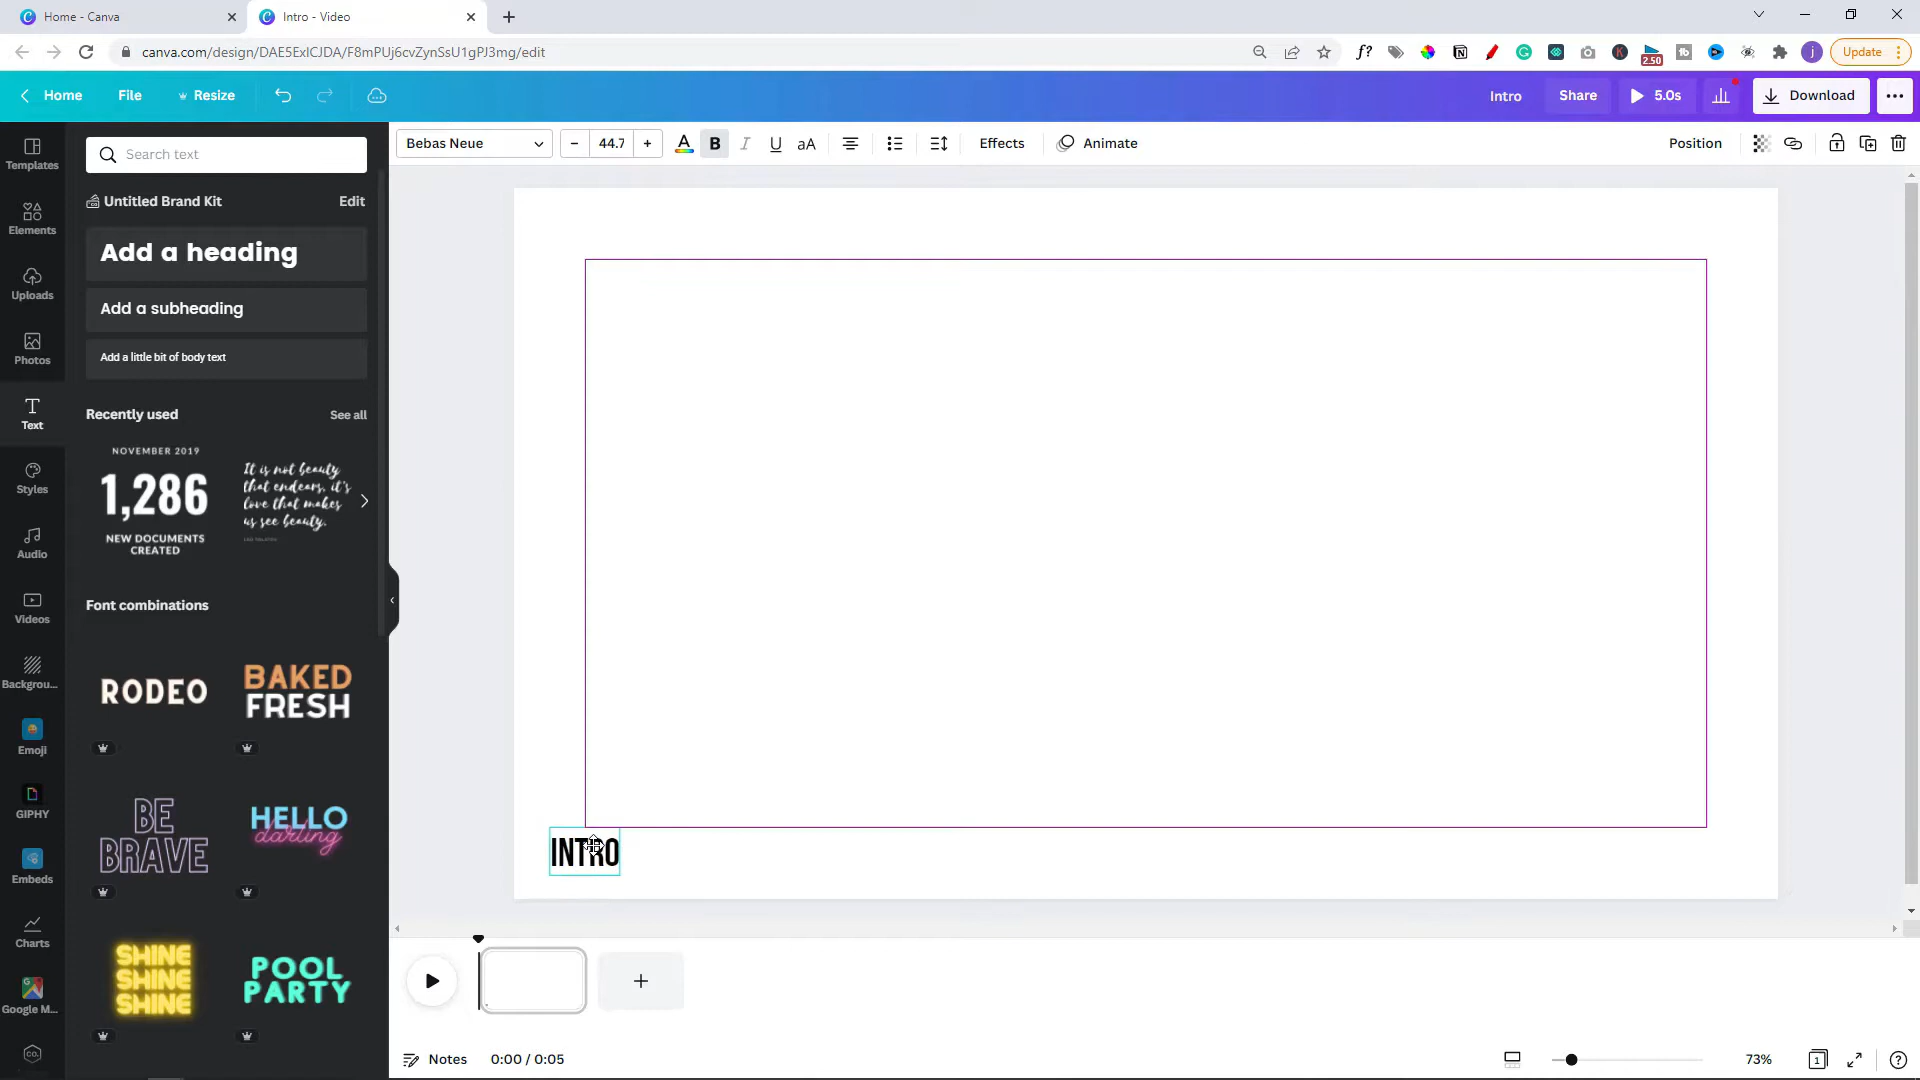 Home - Canva
Intro - Video
canva.com/design/DAE5ExlCJDA/F8mPUj6cvZynSsU1gPJ3mg/edit
f?
2.50
j
Update
Home
File
Resize
Intro
Share
5.0s
Download
Templates
Elements
Uploads
Photos
Text
Styles
Audio
Videos
Backgrou...
Emoji
GIPHY
Embeds
Charts
Google M...
CO.
Search text
Untitled Brand Kit
Edit
Add a heading
Add a subheading
Add a little bit of body text
Recently used
See all
NOVEMBER 2019
1,286
NEW DOCUMENTS
CREATED
It is not beauty
that endears, it's
love that makes
us see beauty.
Font combinations
RODEO
BAKED
FRESH
BE
BRAVE
HELLO
darling
SHINE
SHINE
SHINE
POOL
PARTY
Bebas Neue
44.7
A
B
I
U
aA
Effects
Animate
Position
INTRO
Notes
0:00 / 0:05
73%
1